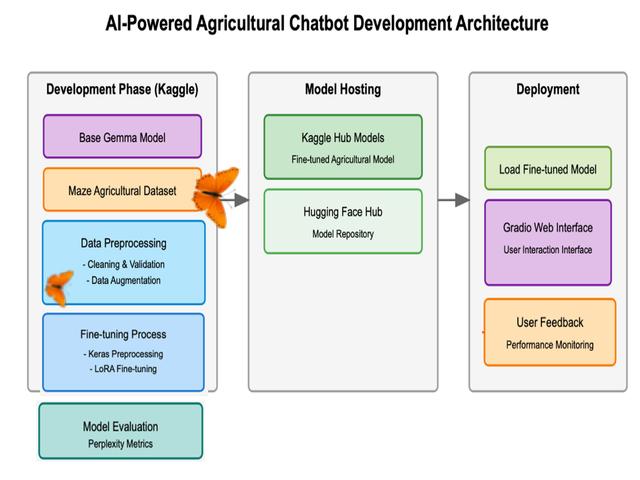 AI-Powered Agricultural Chatbot Development Architecture
Development Phase (Kaggle)
Base Gemma Model
Maze Agricultural Dataset
Data Preprocessing
- Cleaning & Validation
- Data Augmentation
Fine-tuning Process
- Keras Preprocessing
- LoRA Fine-tuning
Model Evaluation
Perplexity Metrics
Model Hosting
Kaggle Hub Models
Fine-tuned Agricultural Model
Hugging Face Hub
Model Repository
Deployment
Load Fine-tuned Model
Gradio Web Interface
User Interaction Interface
User Feedback
Performance Monitoring